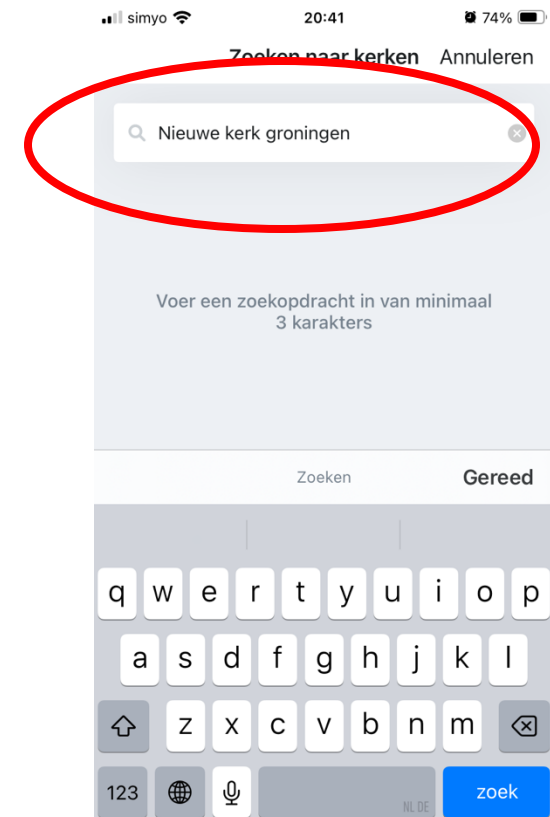 simyo 20:41 74%
Zoeken naar kerken Annuleren
Nieuwe kerk groningen
Voer een zoekopdracht in van minimaal
3 karakters
Zoeken Gereed
q w e r t y u i o p
a s d f g h j k l
z x c v b n m
123 NL DE zoek